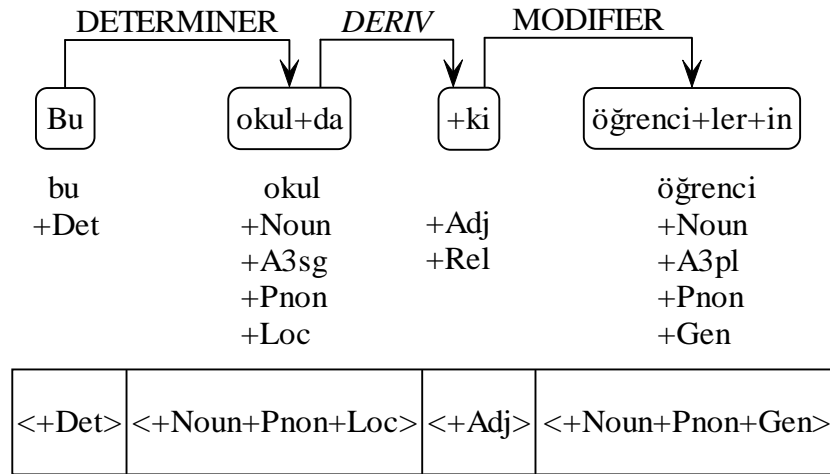 DETERMINER DERIV MODIFIER
Bu okul+da +ki öğrenci+ler+in
bu okul öğrenci
+Det +Noun +Adj +Noun
+A3sg +Rel +A3pl
+Pnon +Pnon
+Loc +Gen
<+Det> <+Noun+Pnon+Loc> <+Adj> <+Noun+Pnon+Gen>